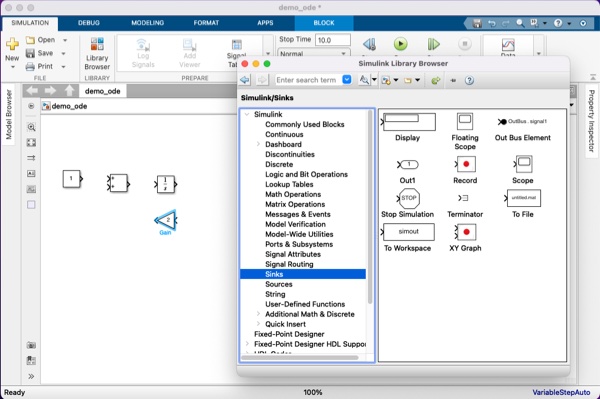 demo_ode *
SIMULATION DEBUG MODELING FORMAT APPS BLOCK
New
Open
Save
Print
FILE
Library Browser
LIBRARY
Log Signals
Add Viewer
Signal Table
PREPARE
Stop Time 10.0
Normal
Data
Simulink Library Browser
Enter search term
Simulink/Sinks
Model Browser
demo_ode
demo_ode
Property Inspector
1
+
+
2
Gain
Simulink
Commonly Used Blocks
Continuous
Dashboard
Discontinuities
Discrete
Logic and Bit Operations
Lookup Tables
Math Operations
Matrix Operations
Messages & Events
Model Verification
Model-Wide Utilities
Ports & Subsystems
Signal Attributes
Signal Routing
Sinks
Sources
String
User-Defined Functions
Additional Math & Discrete
Quick Insert
Fixed-Point Designer
Fixed-Point Designer HDL Suppor
HDL Coder
Display
Floating Scope
OutBus.signal1
Out Bus Element
1
Out1
Record
Scope
STOP
Stop Simulation
Terminator
untitled.mat
To File
simout
To Workspace
XY Graph
Ready
100%
VariableStepAuto